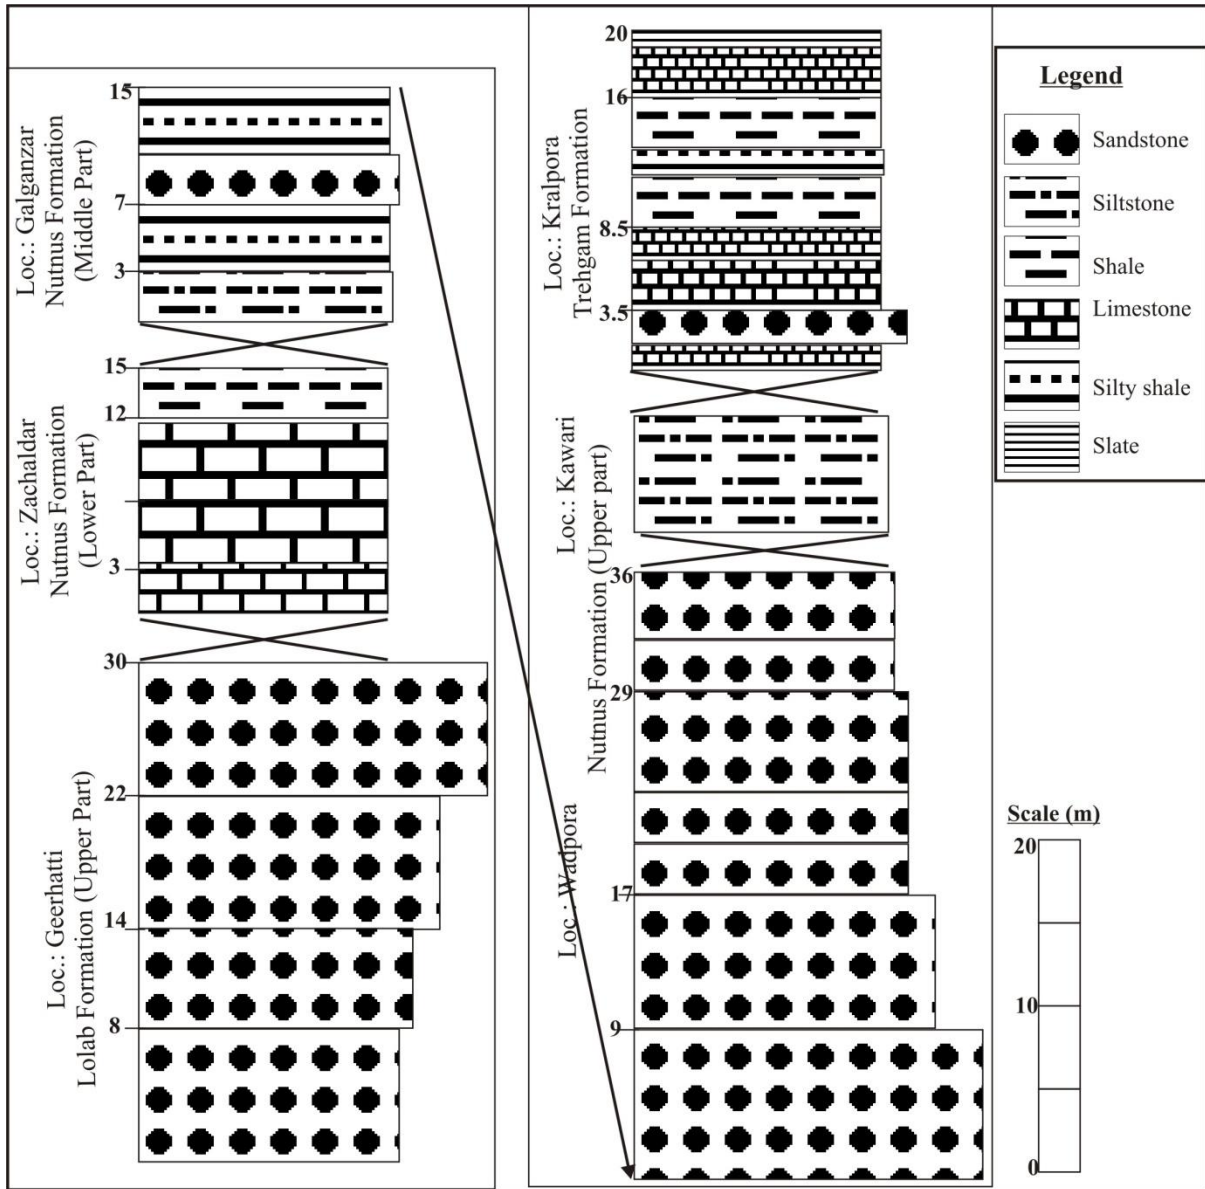 15
7
3
Loc.: Galganzar
Nutnus Formation
(Middle Part)
15
12
3
Loc.: Zachaldar
Nutnus Formation
(Lower Part)
30
22
14
8
Loc.: Geerhatti
Lolab Formation (Upper Part)
20
16
8.5
3.5
Loc.: Kralpora
Trehgam Formation
Loc.: Kawari
Nutnus Formation (Upper part)
36
29
17
9
Loc.: Wadpora
Legend
Sandstone
Siltstone
Shale
Limestone
Silty shale
Slate
Scale (m)
20
10
0